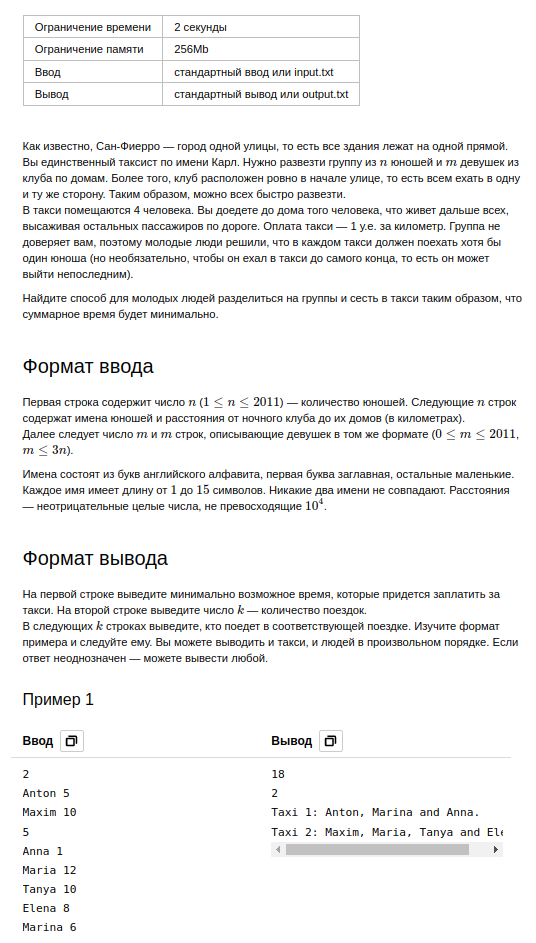 Ограничение времени 2 секунды
Ограничение памяти 256Mb
Ввод стандартный ввод или input.txt
Вывод стандартный вывод или output.txt
Как известно, Сан-Фиерро — город одной улицы, то есть все здания лежат на одной прямой.
Вы единственный таксист по имени Карл. Нужно развезти группу из n юношей и m девушек из
клуба по домам. Более того, клуб расположен ровно в начале улице, то есть всем ехать в одну
и ту же сторону. Таким образом, можно всех быстро развезти.
В такси помещаются 4 человека. Вы доедете до дома того человека, что живет дальше всех,
высаживая остальных пассажиров по дороге. Оплата такси — 1 у.е. за километр. Группа не
доверяет вам, поэтому молодые люди решили, что в каждом такси должен поехать хотя бы
один юноша (но необязательно, чтобы он ехал в такси до самого конца, то есть он может
выйти непоследним).
Найдите способ для молодых людей разделиться на группы и сесть в такси таким образом, что
суммарное время будет минимально.
Формат ввода
Первая строка содержит число n (1 ≤ n ≤ 2011) — количество юношей. Следующие n строк
содержат имена юношей и расстояния от ночного клуба до их домов (в километрах).
Далее следует число m и m строк, описывающие девушек в том же формате (0 ≤ m ≤ 2011,
m ≤ 3n).
Имена состоят из букв английского алфавита, первая буква заглавная, остальные маленькие.
Каждое имя имеет длину от 1 до 15 символов. Никакие два имени не совпадают. Расстояния
— неотрицательные целые числа, не превосходящие 10⁴.
Формат вывода
На первой строке выведите минимально возможное время, которые придется заплатить за
такси. На второй строке выведите число k — количество поездок.
В следующих k строках выведите, кто поедет в соответствующей поездке. Изучите формат
примера и следуйте ему. Вы можете выводить и такси, и людей в произвольном порядке. Если
ответ неоднозначен — можете вывести любой.
Пример 1
Ввод Вывод
2 18
Anton 5 2
Maxim 10 Taxi 1: Anton, Marina and Anna.
5 Taxi 2: Maxim, Maria, Tanya and
Anna 1
Maria 12
Tanya 10
Elena 8
Marina 6